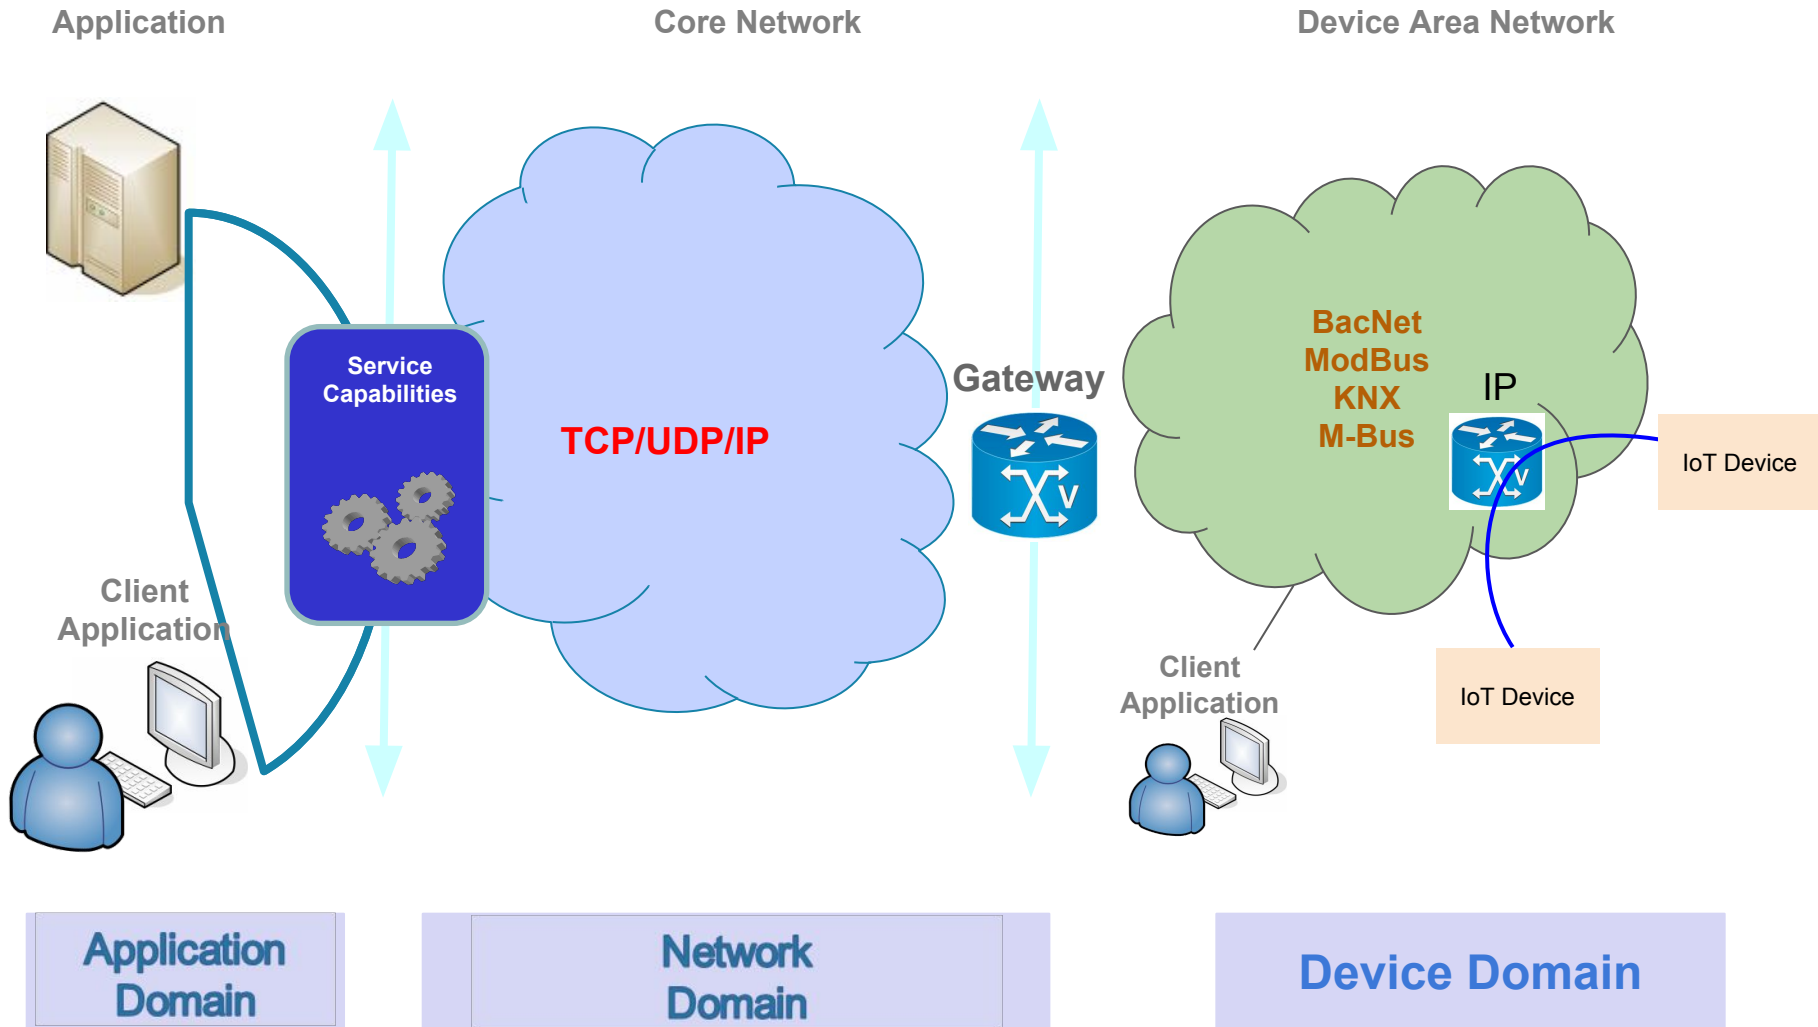 Application
Core Network
Device Area Network
Service
Capabilities
TCP/UDP/IP
Gateway
V
BacNet
ModBus
KNX
M-Bus
IP
V
IoT Device
Client
Application
Client
Application
IoT Device
Application
Domain
Network
Domain
Device Domain